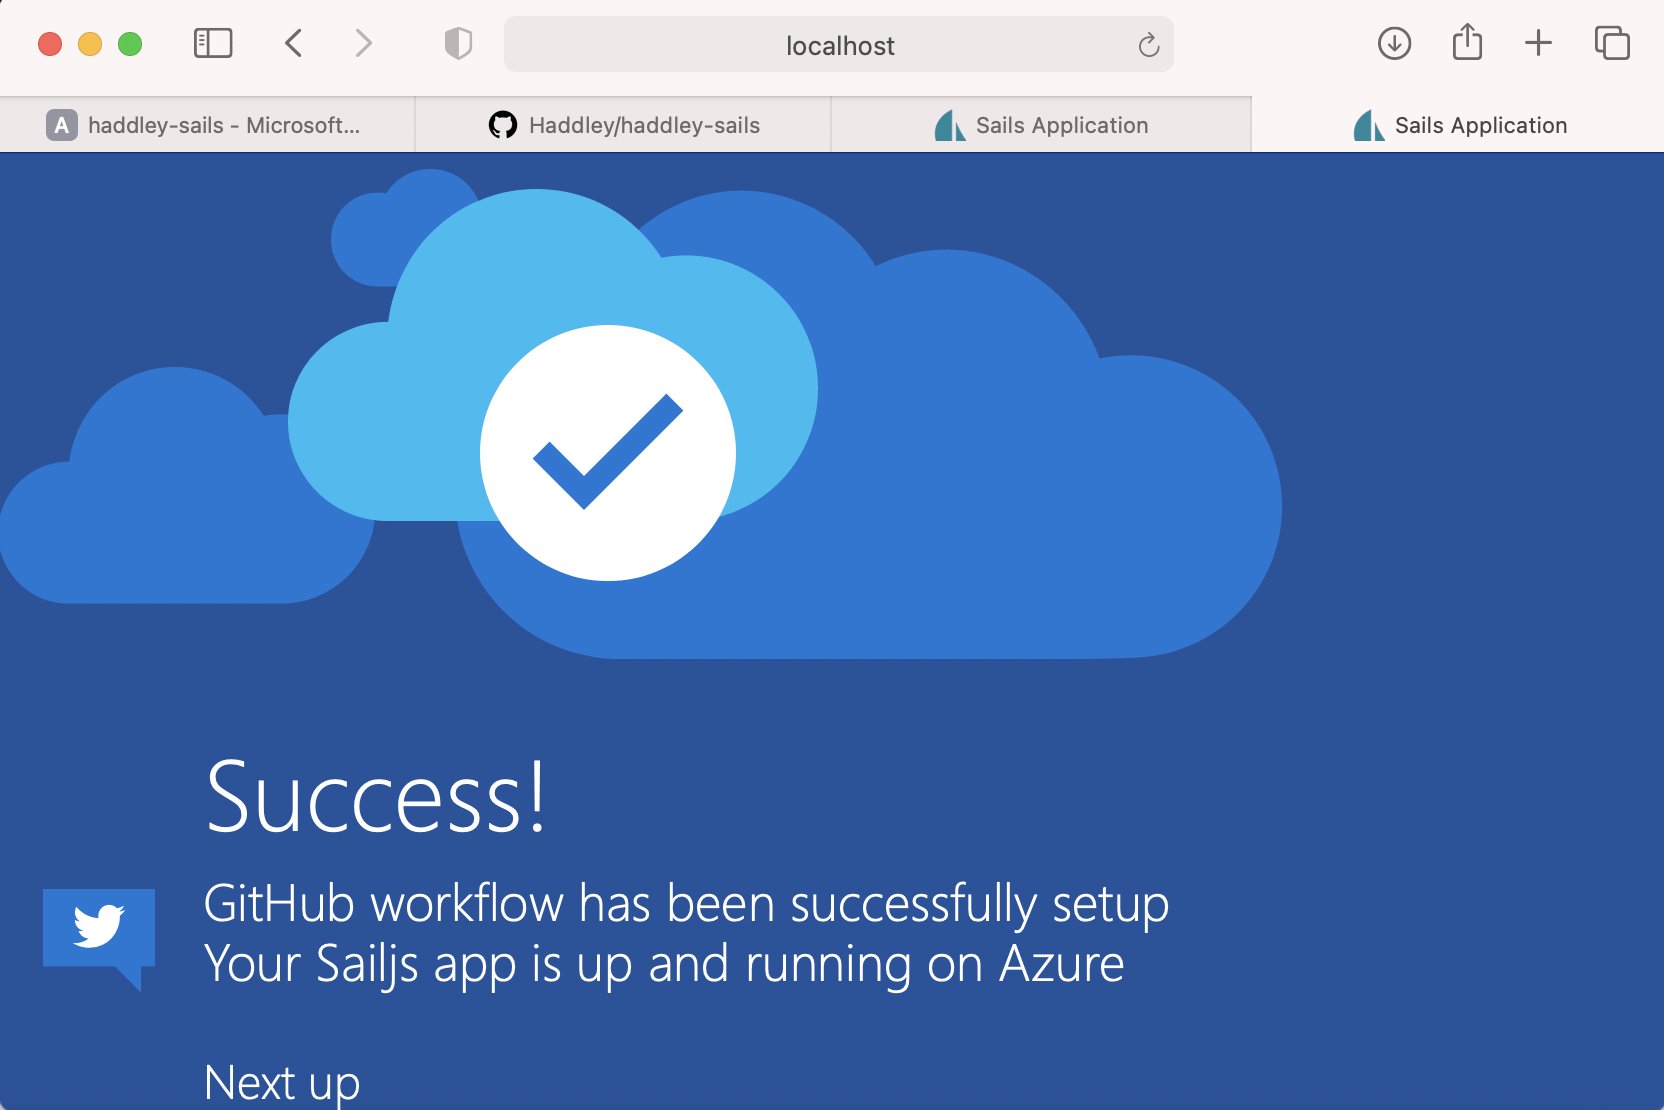 localhost
A haddley-sails - Microsoft...
Haddley/haddley-sails
Sails Application
Sails Application
Success!
GitHub workflow has been successfully setup
Your Sailjs app is up and running on Azure
Next up